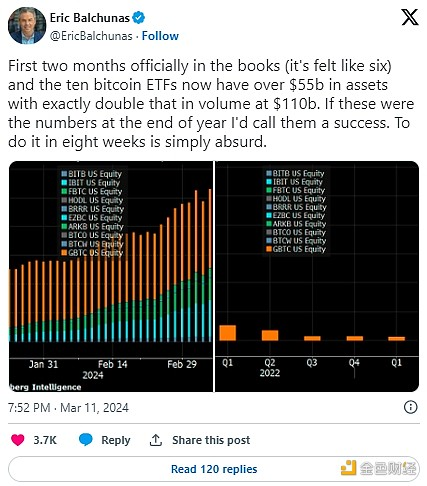 Eric Balchunas
@EricBalchunas · Follow
First two months officially in the books (it's felt like six)
and the ten bitcoin ETFs now have over $55b in assets
with exactly double that in volume at $110b. If these were
the numbers at the end of year I'd call them a success. To
do it in eight weeks is simply absurd.
BITB US Equity
IBIT US Equity
FBTC US Equity
HODL US Equity
BRRR US Equity
EZBC US Equity
ARKB US Equity
BTCO US Equity
BTCW US Equity
GBTC US Equity
Jan 31 Feb 14 Feb 29
2024
berg Intelligence
BITB US Equity
IBIT US Equity
FBTC US Equity
HODL US Equity
BRRR US Equity
EZBC US Equity
ARKB US Equity
BTCO US Equity
BTCW US Equity
GBTC US Equity
Q1 Q2 Q3 Q4 Q1
2022
7:52 PM · Mar 11, 2024
3.7K Reply Share this post
Read 120 replies
金色财经